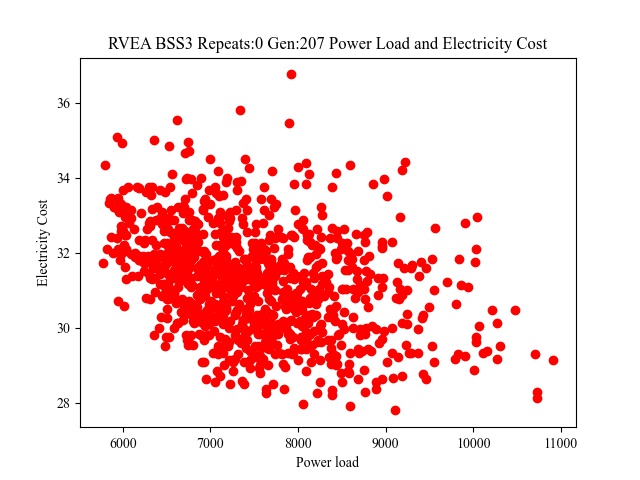 RVEA BSS3 Repeats:0 Gen:207 Power Load and Electricity Cost
Electricity Cost
36
34
32
30
28
6000 7000 8000 9000 10000 11000
Power load